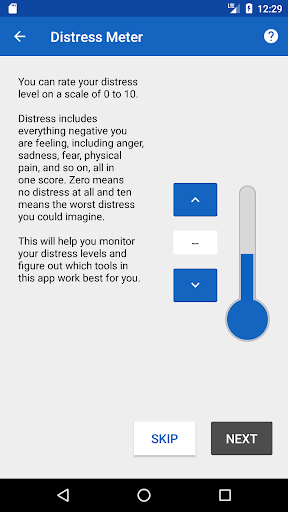 LTE 12:29
Distress Meter ?
You can rate your distress
level on a scale of 0 to 10.
Distress includes
everything negative you
are feeling, including anger,
sadness, fear, physical
pain, and so on, all in
one score. Zero means
no distress at all and ten
means the worst distress
you could imagine.
This will help you monitor
your distress levels and
figure out which tools in
this app work best for you.
--
SKIP NEXT